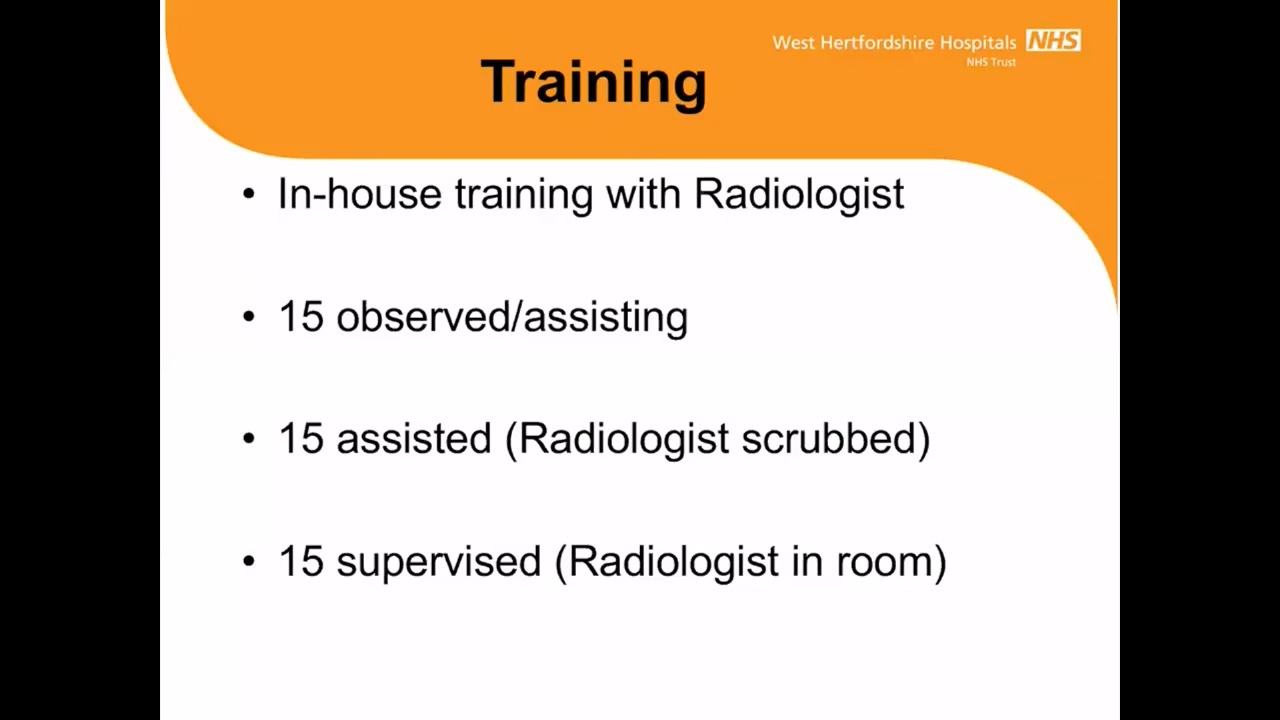 West Hertfordshire Hospitals NHS
NHS Trust
Training
• In-house training with Radiologist
• 15 observed/assisting
• 15 assisted (Radiologist scrubbed)
• 15 supervised (Radiologist in room)